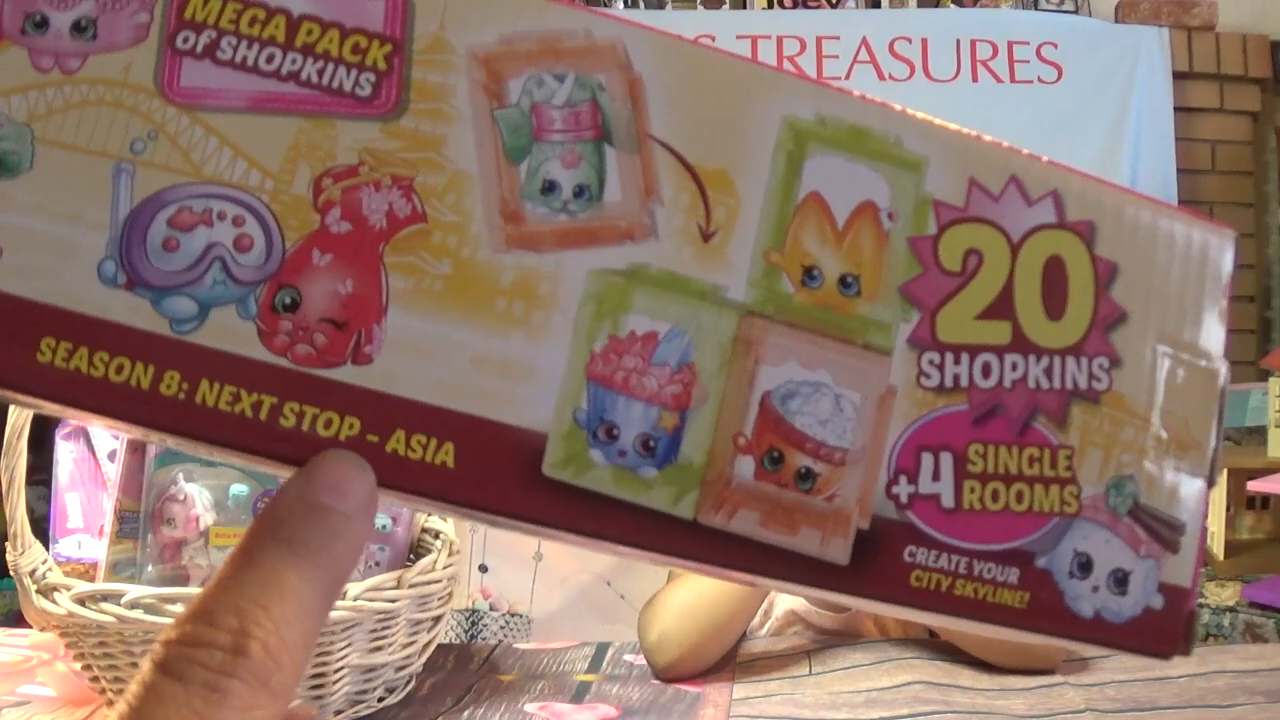 MEGA PACK
of SHOPKINS
TREASURES
20
SHOPKINS
+4 SINGLE
ROOMS
CREATE YOUR
CITY SKYLINE!
SEASON 8: NEXT STOP - ASIA